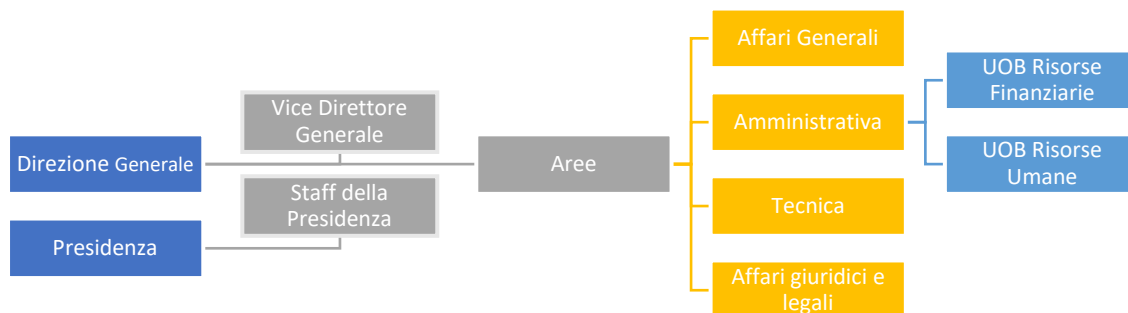 Direzione Generale
Presidenza
Vice Direttore
Generale
Staff della
Presidenza
Aree
Affari Generali
Amministrativa
Tecnica
Affari giuridici e
legali
UOB Risorse
Finanziarie
UOB Risorse
Umane